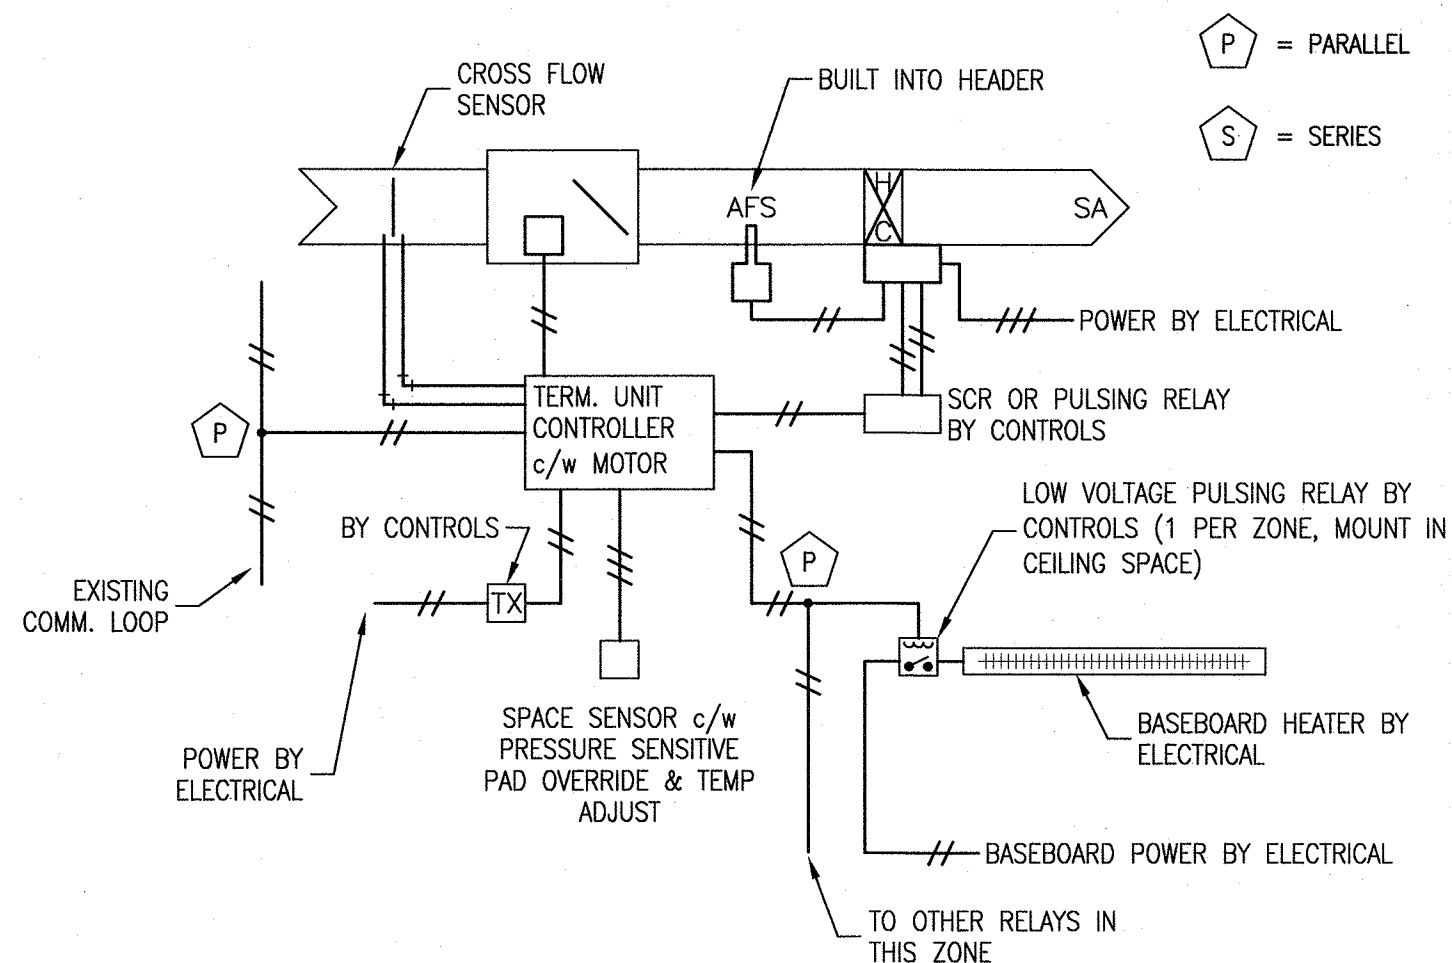 P = PARALLEL
S = SERIES
CROSS FLOW
SENSOR
BUILT INTO HEADER
AFS
H
C
SA
POWER BY ELECTRICAL
TERM. UNIT
CONTROLLER
c/w MOTOR
SCR OR PULSING RELAY
BY CONTROLS
P
LOW VOLTAGE PULSING RELAY BY
CONTROLS (1 PER ZONE, MOUNT IN
CEILING SPACE)
BY CONTROLS
P
TX
EXISTING
COMM. LOOP
SPACE SENSOR c/w
PRESSURE SENSITIVE
PAD OVERRIDE & TEMP
ADJUST
BASEBOARD HEATER BY
ELECTRICAL
POWER BY
ELECTRICAL
BASEBOARD POWER BY ELECTRICAL
TO OTHER RELAYS IN
THIS ZONE